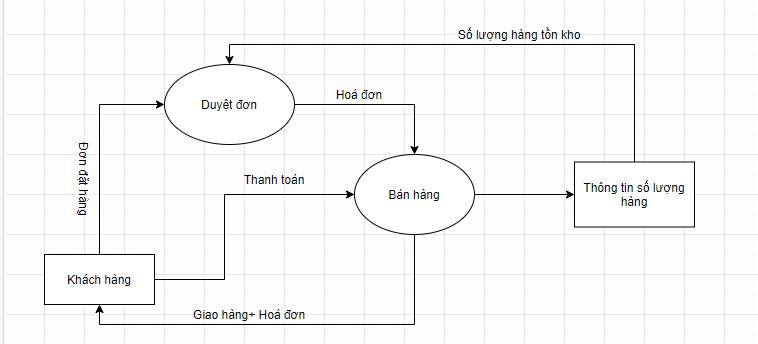 Số lượng hàng tồn kho
Duyệt đơn
Hoá đơn
Đơn đặt hàng
Thanh toán
Bán hàng
Thông tin số lượng
hàng
Khách hàng
Giao hàng+ Hoá đơn